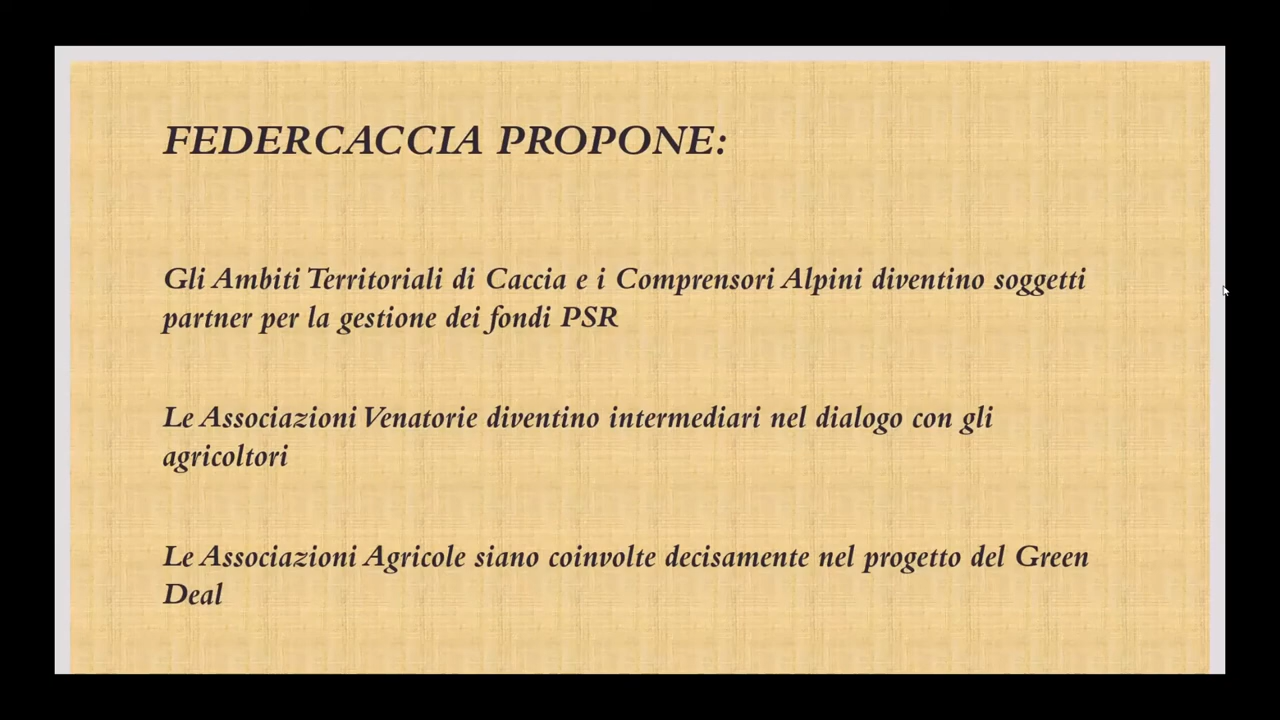 FEDERCACCIA PROPONE:
Gli Ambiti Territoriali di Caccia e i Comprensori Alpini diventino soggetti
partner per la gestione dei fondi PSR
Le Associazioni Venatorie diventino intermediari nel dialogo con gli
agricoltori
Le Associazioni Agricole siano coinvolte decisamente nel progetto del Green
Deal